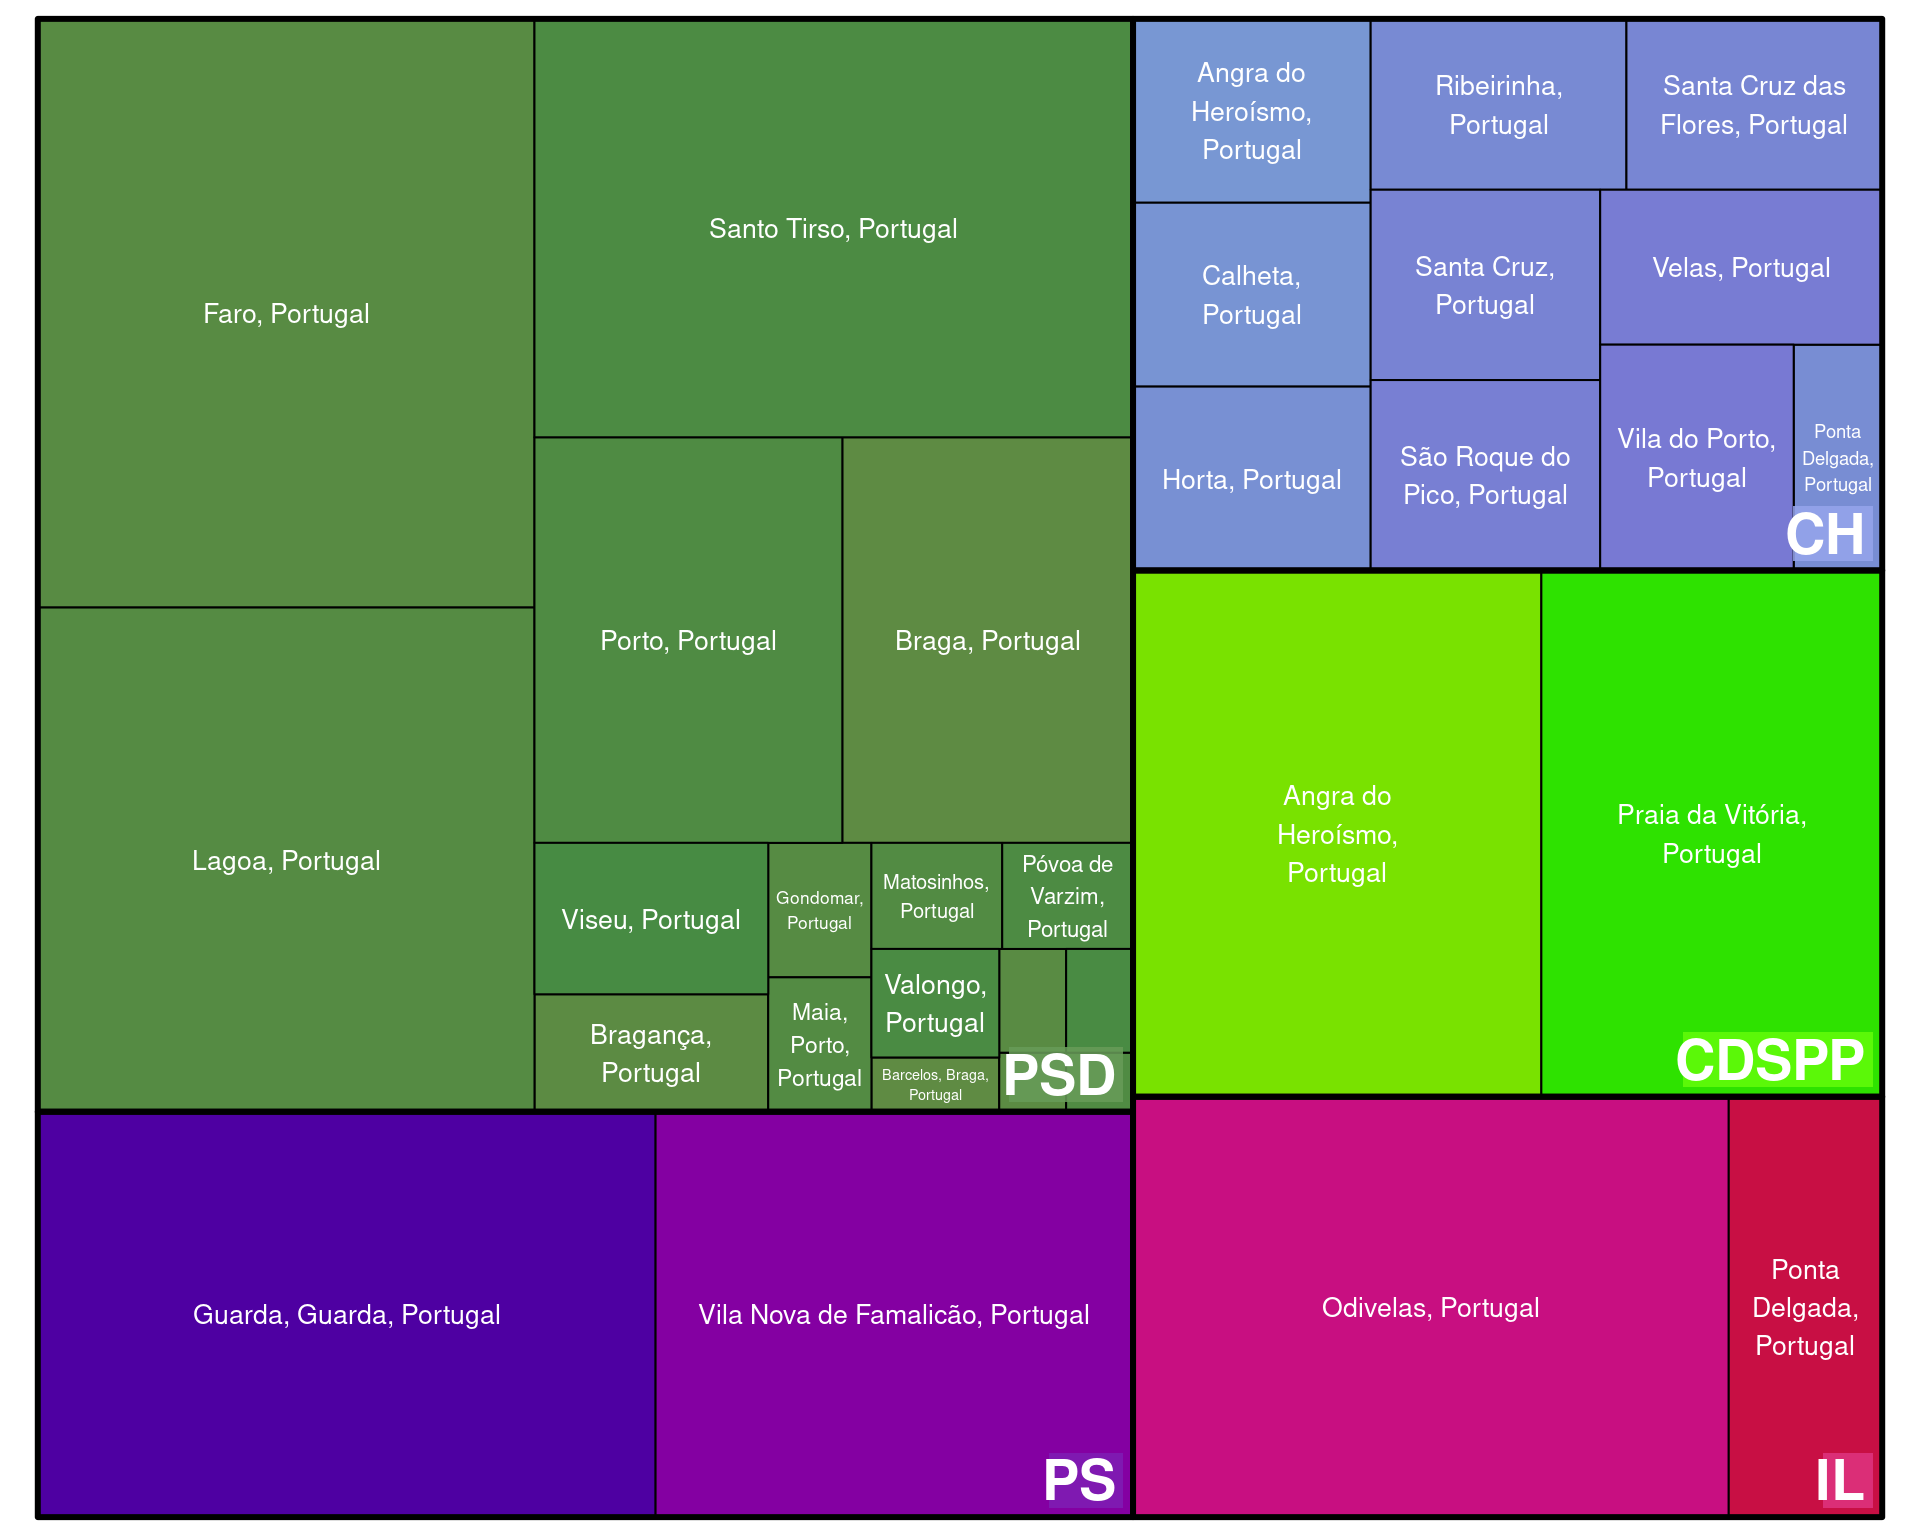 Faro, Portugal
Lagoa, Portugal
Santo Tirso, Portugal
Porto, Portugal
Braga, Portugal
Viseu, Portugal
Bragança,
Portugal
Gondomar,
Portugal
Maia,
Porto,
Portugal
Matosinhos,
Portugal
Póvoa de
Varzim,
Portugal
Valongo,
Portugal
Barcelos, Braga,
Portugal
PSD
Guarda, Guarda, Portugal
Vila Nova de Famalicão, Portugal
PS
Angra do
Heroísmo,
Portugal
Calheta,
Portugal
Horta, Portugal
Ribeirinha,
Portugal
Santa Cruz das
Flores, Portugal
Santa Cruz,
Portugal
Velas, Portugal
São Roque do
Pico, Portugal
Vila do Porto,
Portugal
Ponta
Delgada,
Portugal
CH
Angra do
Heroísmo,
Portugal
Praia da Vitória,
Portugal
CDSPP
Odivelas, Portugal
Ponta
Delgada,
Portugal
IL